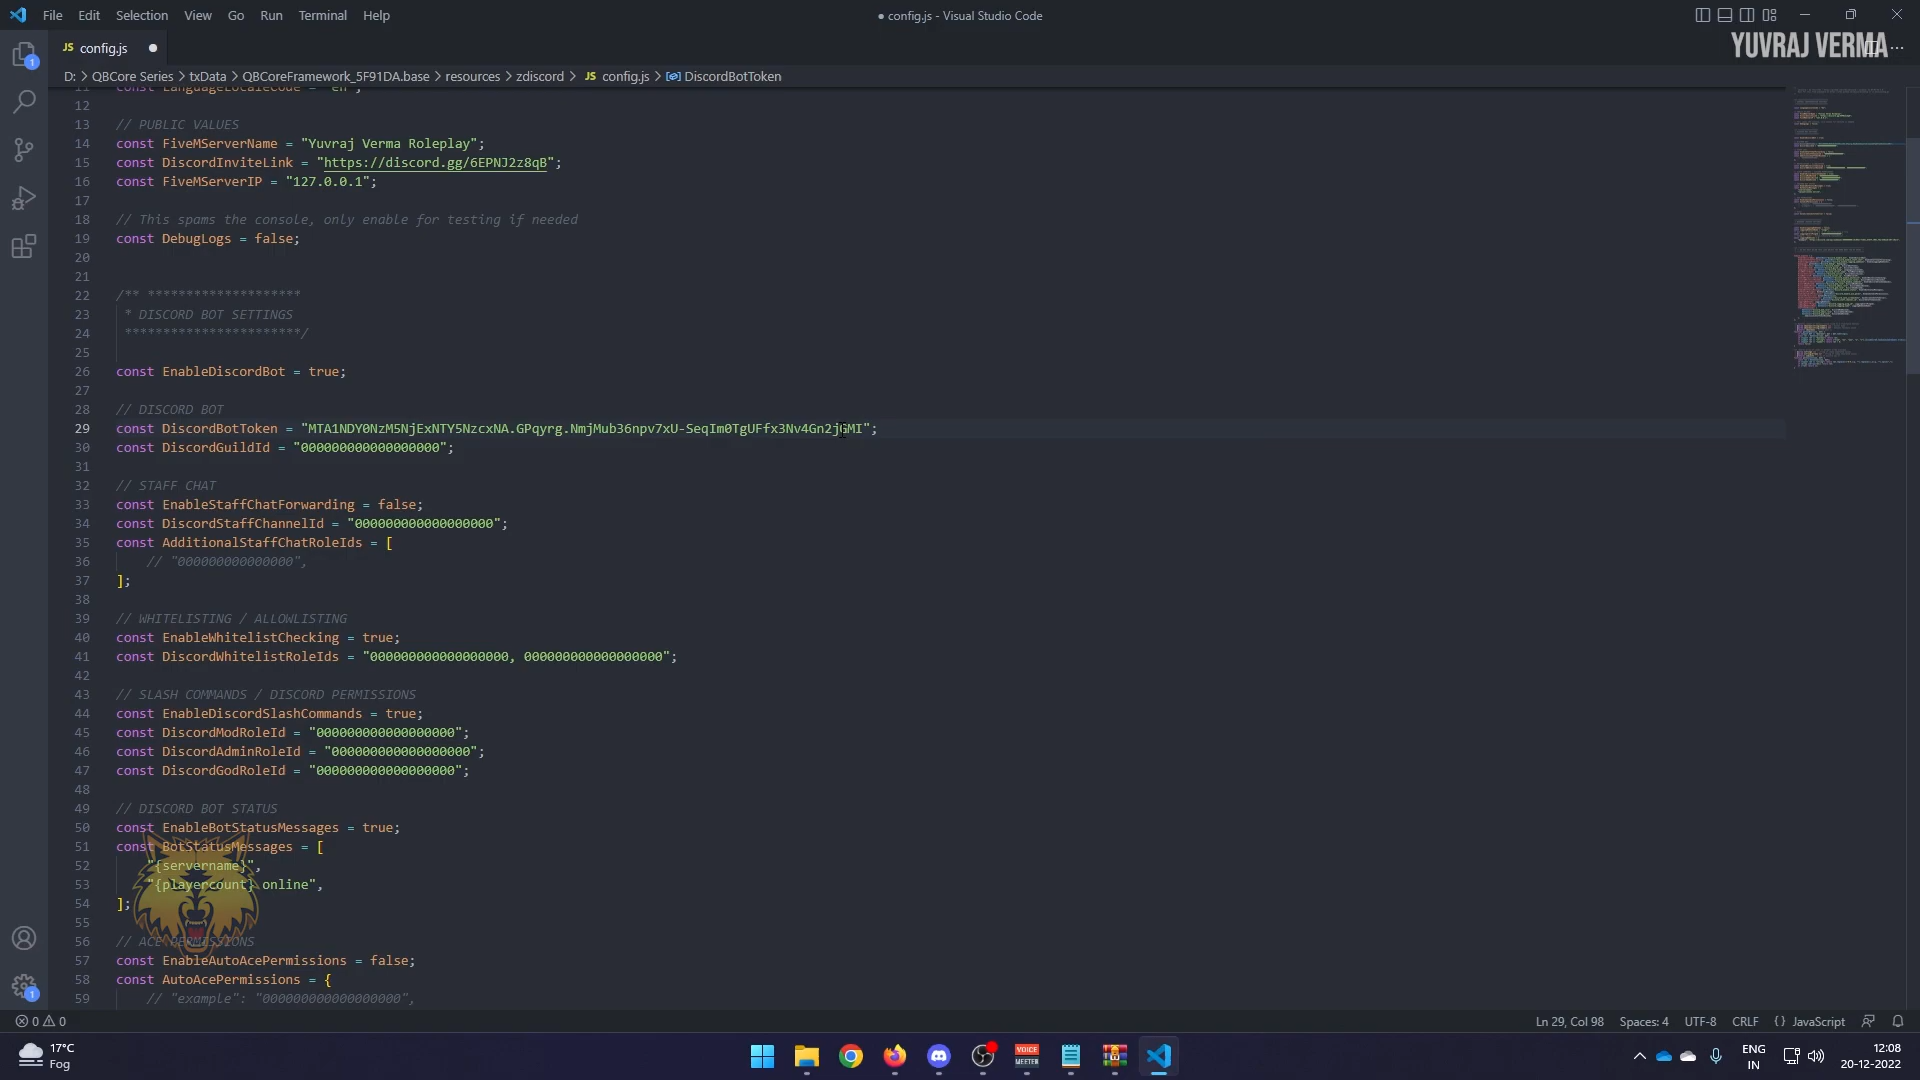 File Edit Selection View Go Run Terminal Help
● config.js - Visual Studio Code
JS config.js ●
YUVRAJ VERMA
D: > QBCore Series > txData > QBCoreFramework_5F91DA.base > resources > zdiscord > JS config.js > DiscordBotToken
11 const LanguageLocaleCode = "en";
12
13 // PUBLIC VALUES
14 const FiveMServerName = "Yuvraj Verma Roleplay";
15 const DiscordInviteLink = "https://discord.gg/6EPNJ2z8qB";
16 const FiveMServerIP = "127.0.0.1";
17
18 // This spams the console, only enable for testing if needed
19 const DebugLogs = false;
20
21
22 /** ********************
23 * DISCORD BOT SETTINGS
24 ***********************/
25
26 const EnableDiscordBot = true;
27
28 // DISCORD BOT
29 const DiscordBotToken =
30 const DiscordGuildId = "000000000000000000";
31
32 // STAFF CHAT
33 const EnableStaffChatForwarding = false;
34 const DiscordStaffChannelId = "000000000000000000";
35 const AdditionalStaffChatRoleIds = [
36 // "000000000000000",
37 ];
38
39 // WHITELISTING / ALLOWLISTING
40 const EnableWhitelistChecking = true;
41 const DiscordWhitelistRoleIds = "000000000000000000, 000000000000000000";
42
43 // SLASH COMMANDS / DISCORD PERMISSIONS
44 const EnableDiscordSlashCommands = true;
45 const DiscordModRoleId = "000000000000000000";
46 const DiscordAdminRoleId = "000000000000000000";
47 const DiscordGodRoleId = "000000000000000000";
48
49 // DISCORD BOT STATUS
50 const EnableBotStatusMessages = true;
51 const BotStatusMessages = [
52 "{servername}",
53 "{playercount} online",
54 ];
55
56 // ACE PERMISSIONS
57 const EnableAutoAcePermissions = false;
58 const AutoAcePermissions = {
59 // "example": "000000000000000000",
0 0
Ln 29, Col 98 Spaces: 4 UTF-8 CRLF {} JavaScript
17°C
Fog
VOICE
MEETER
ENG
IN
12:08
20-12-2022